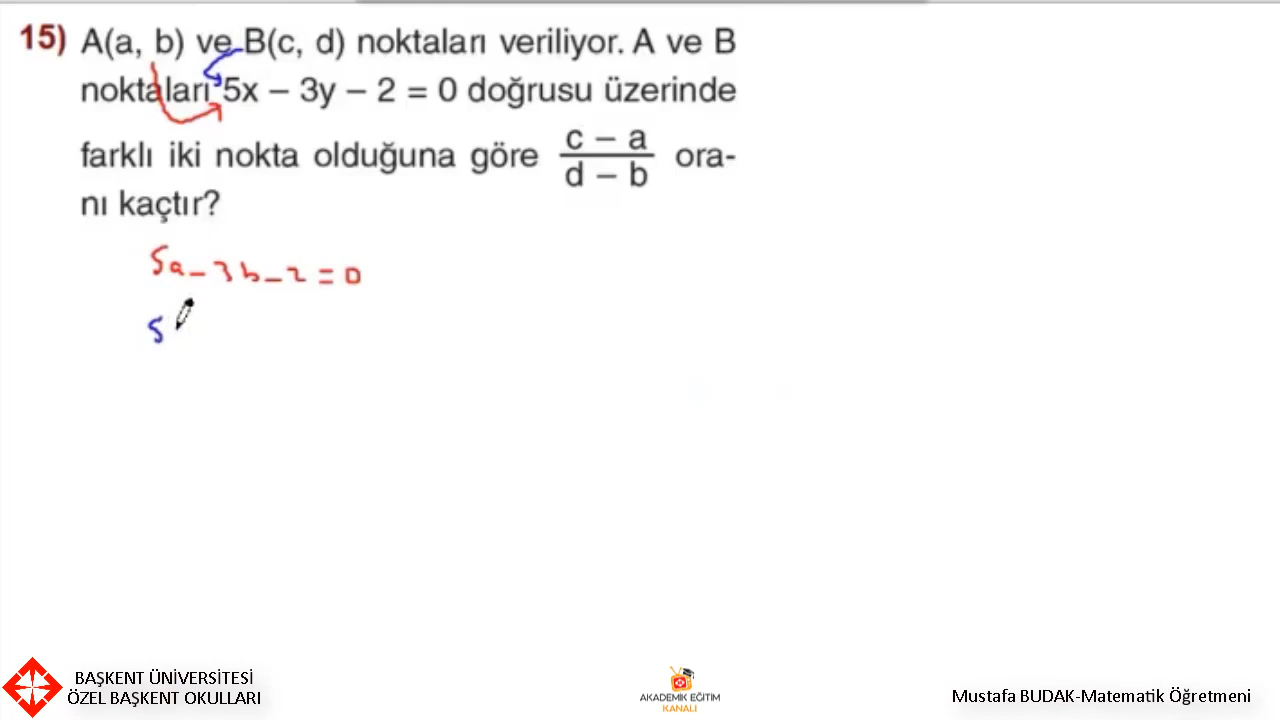 15) A(a, b) ve B(c, d) noktaları veriliyor. A ve B
noktaları 5x – 3y – 2 = 0 doğrusu üzerinde
farklı iki nokta olduğuna göre c – a / d – b ora-
nı kaçtır?
5a – 3b – 2 = 0
5
BAŞKENT ÜNİVERSİTESİ
ÖZEL BAŞKENT OKULLARI
AKADEMİK EĞİTİM
KANALI
Mustafa BUDAK-Matematik Öğretmeni